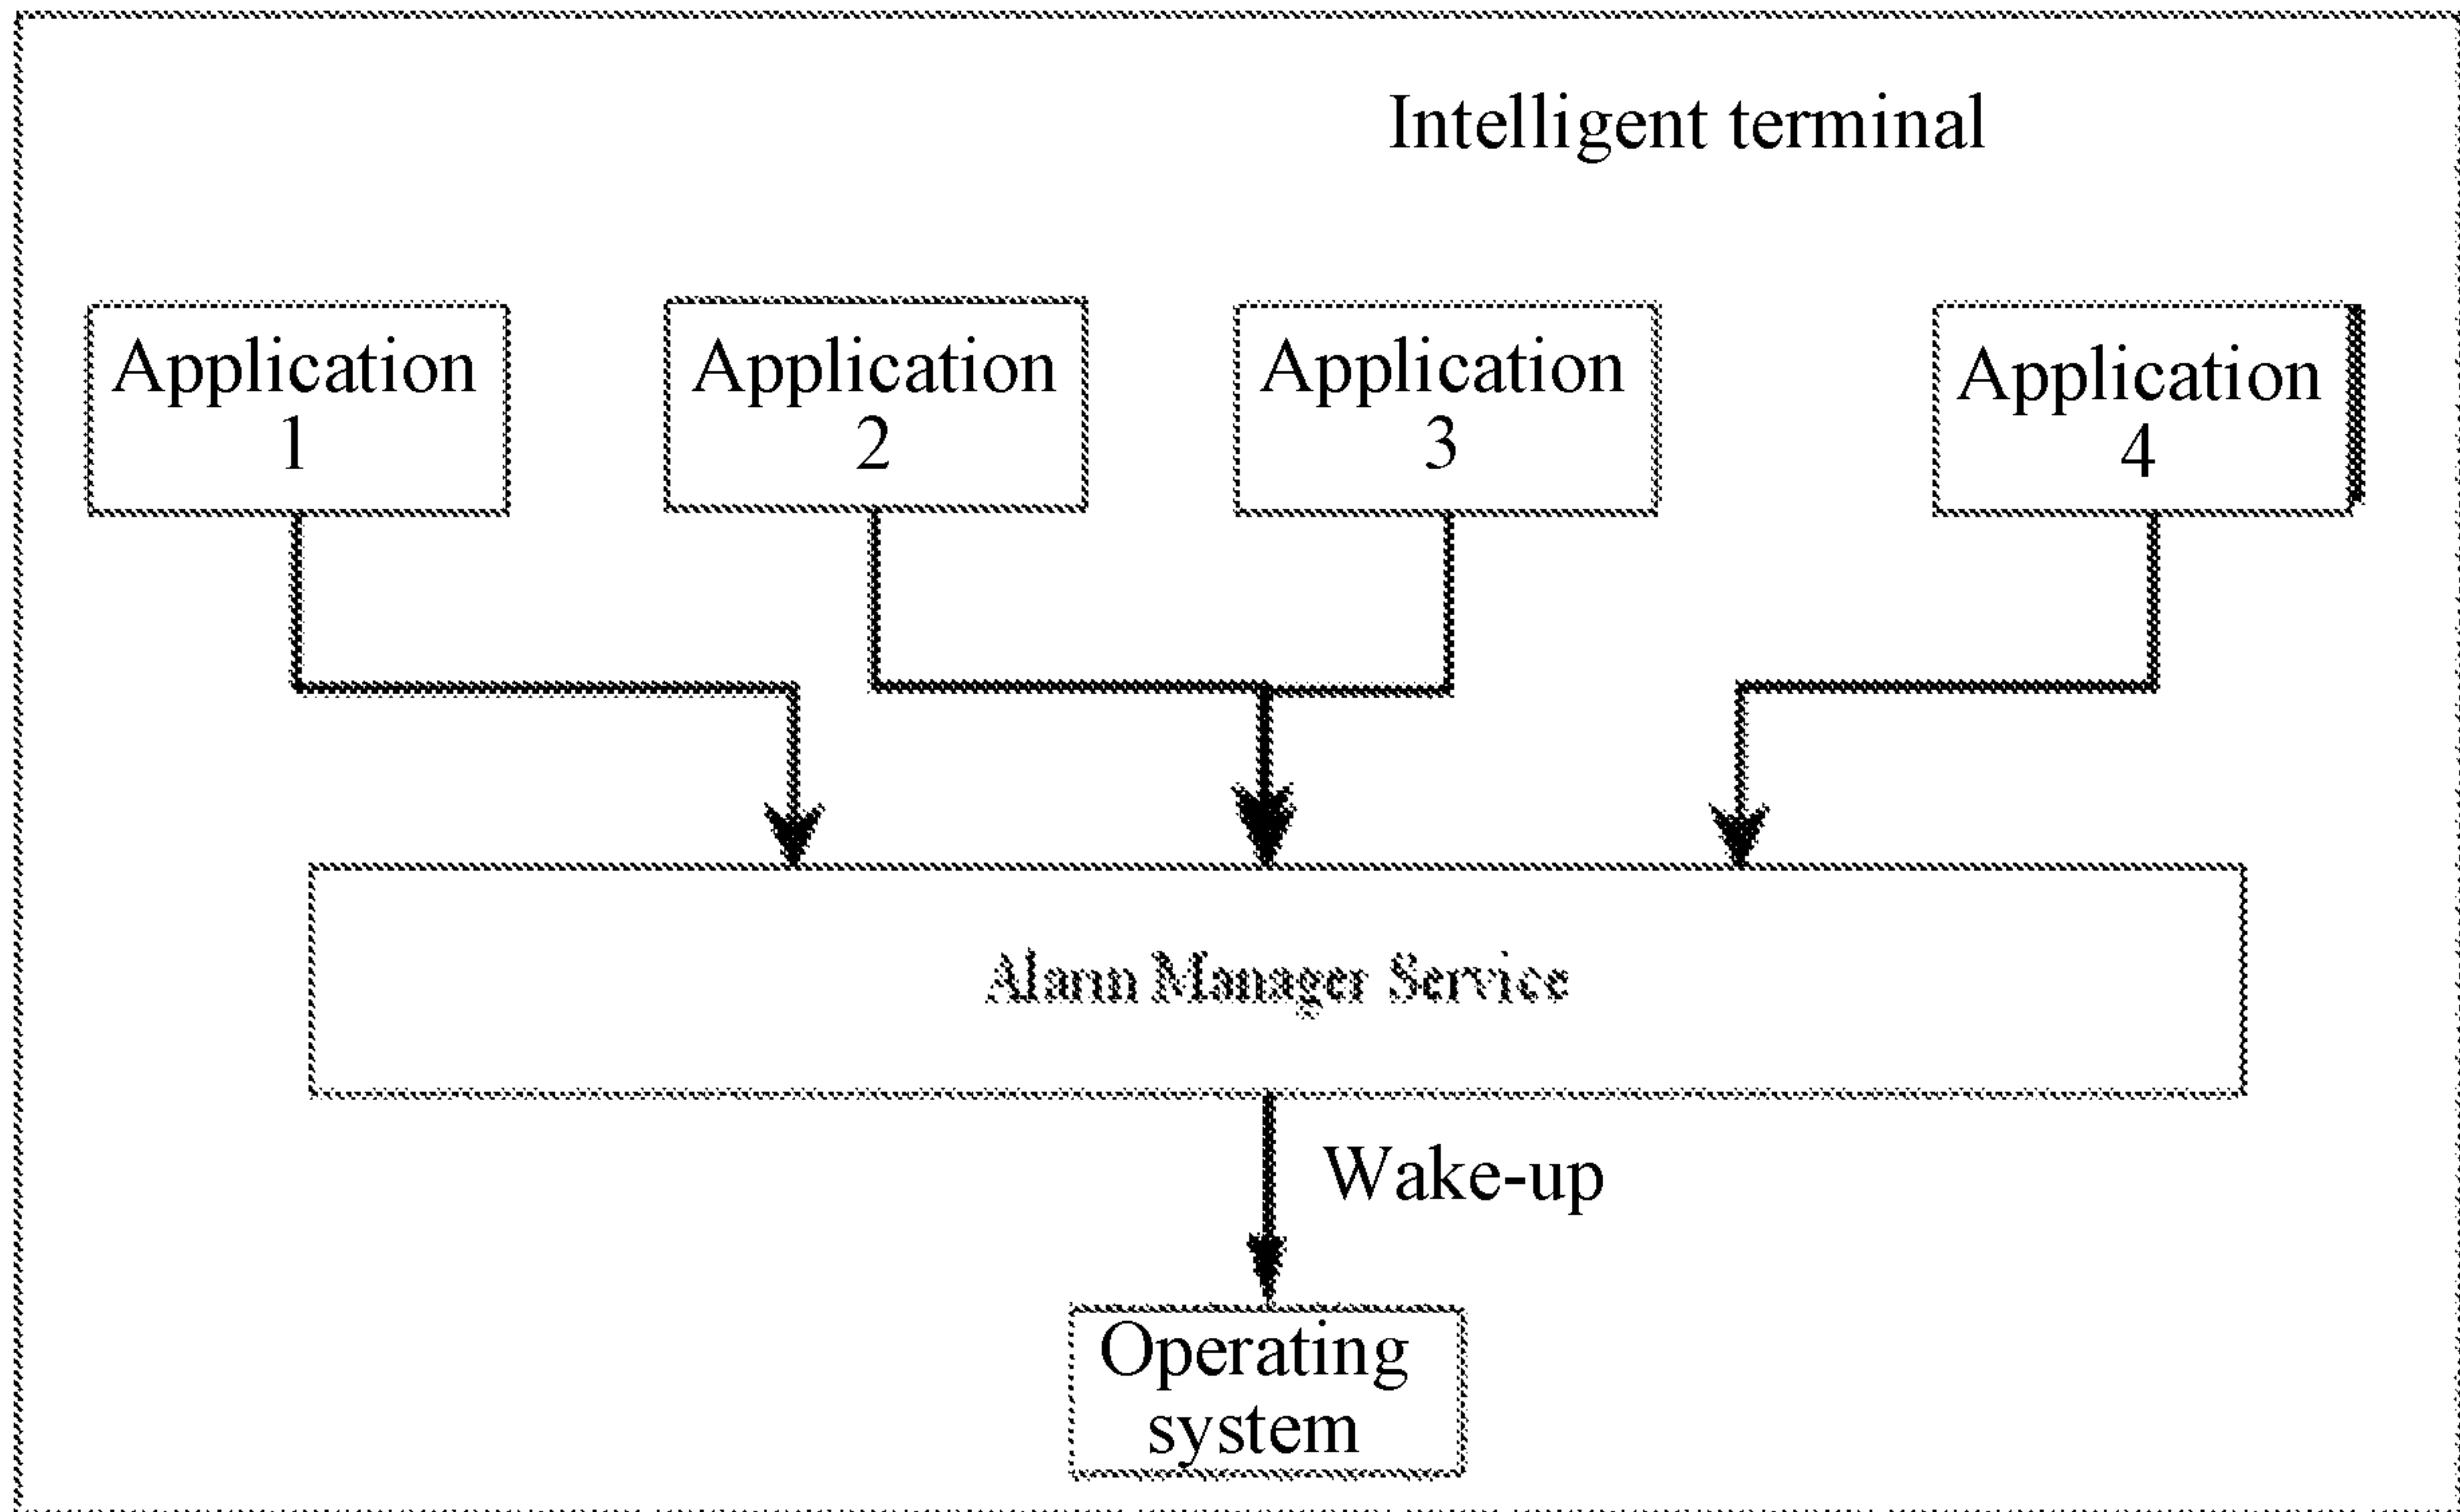 Intelligent terminal
Application
1
Application
2
Application
3
Application
4
Alarm Manager Service
Wake-up
Operating
system